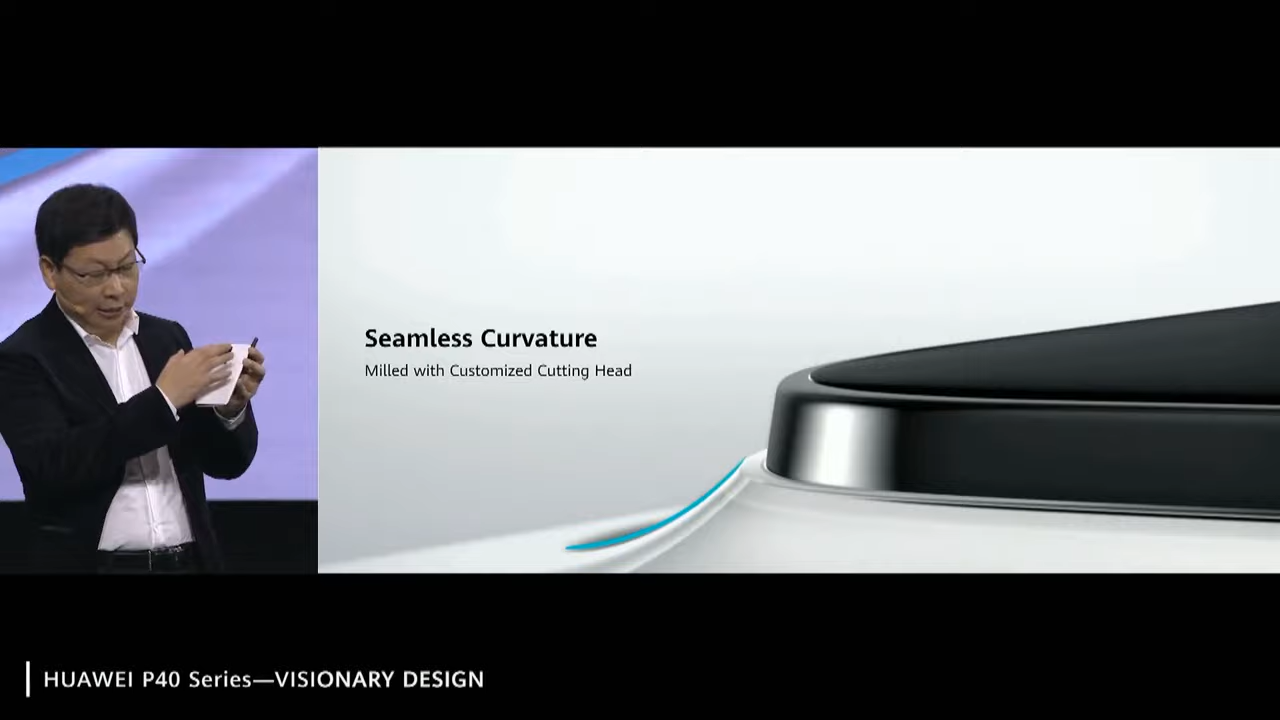 Seamless Curvature
Milled with Customized Cutting Head
HUAWEI P40 Series—VISIONARY DESIGN